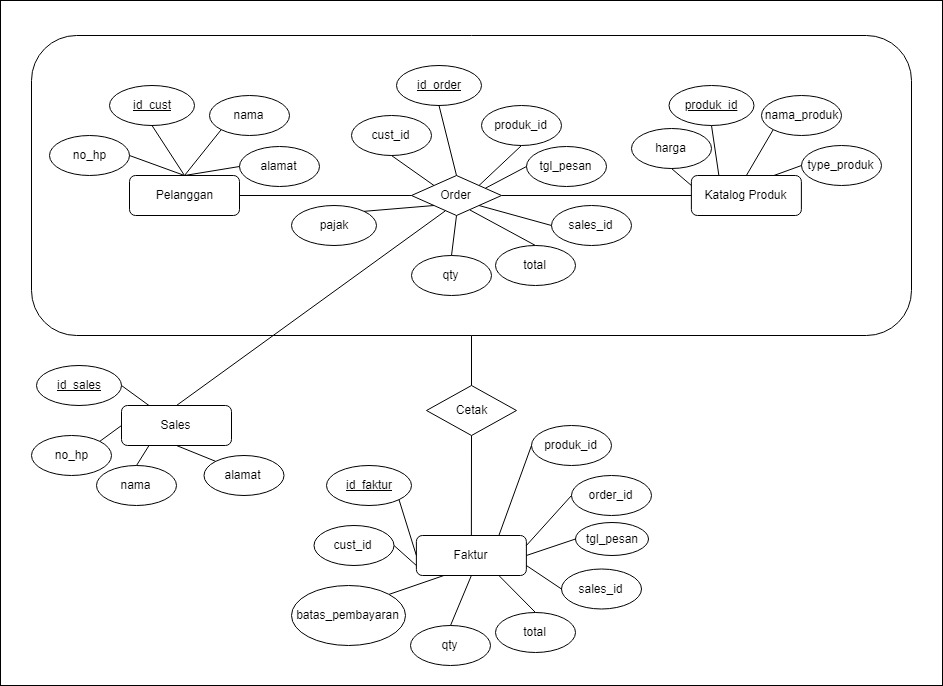 id_order
id_cust
nama
produk_id
nama_produk
cust_id
produk_id
harga
no_hp
alamat
tgl_pesan
type_produk
Pelanggan
Order
Katalog Produk
pajak
sales_id
qty
total
id_sales
Cetak
Sales
no_hp
nama
alamat
produk_id
id_faktur
order_id
cust_id
tgl_pesan
Faktur
sales_id
batas_pembayaran
qty
total